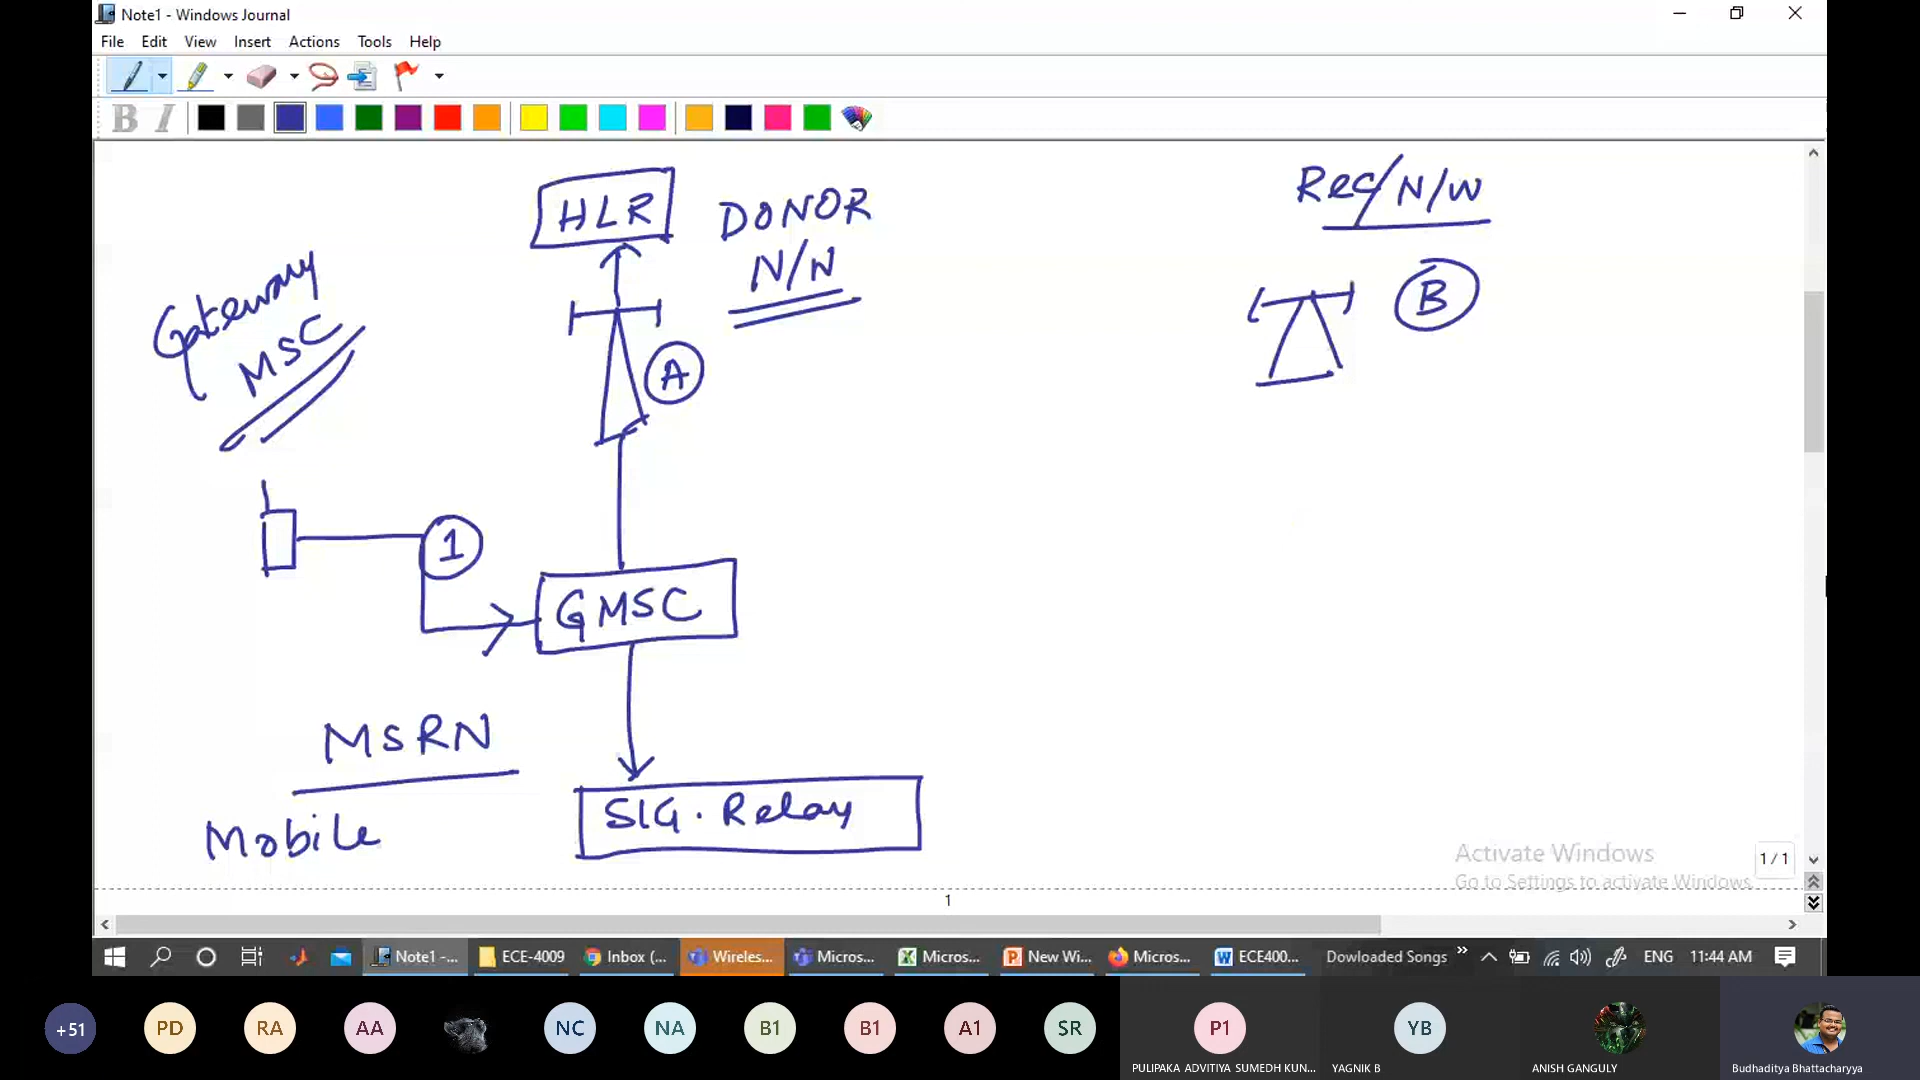 Note1 - Windows Journal
File Edit View Insert Actions Tools Help
B I
HLR
DONOR
N/W
Rec/N/W
Gateway
MSC
A
B
1
GMSC
MSRN
Mobile
SIG. Relay
Activate Windows
Go to Settings to activate Windows.
1 / 1
1
Note1 -... ECE-4009 Inbox (... Wireles... Micros... Micros... New Wi... Micros... ECE400... Dowloaded Songs ENG 11:44 AM
+51 PD RA AA NC NA B1 B1 A1 SR P1 YB
PULIPAKA ADVITIYA SUMEDH KUN... YAGNIK B ANISH GANGULY Budhaditya Bhattacharyya